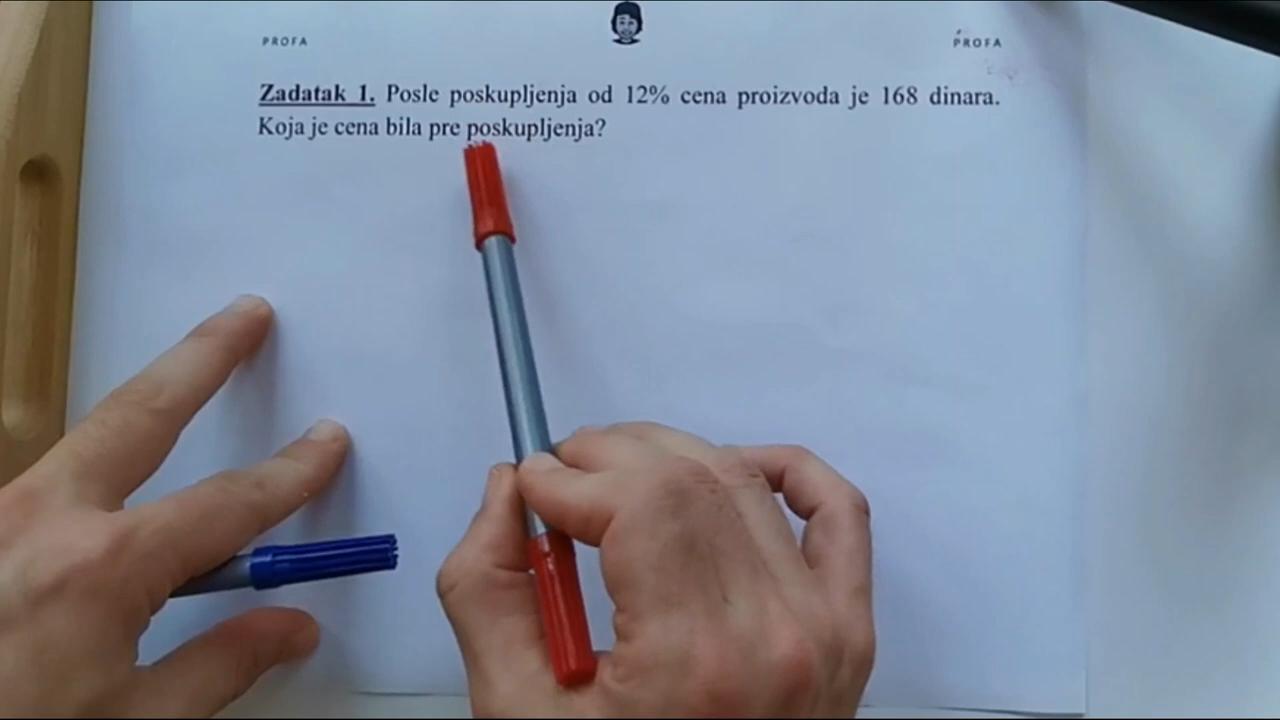 PROFA
PROFA
Zadatak 1. Posle poskupljenja od 12% cena proizvoda je 168 dinara.
Koja je cena bila pre poskupljenja?